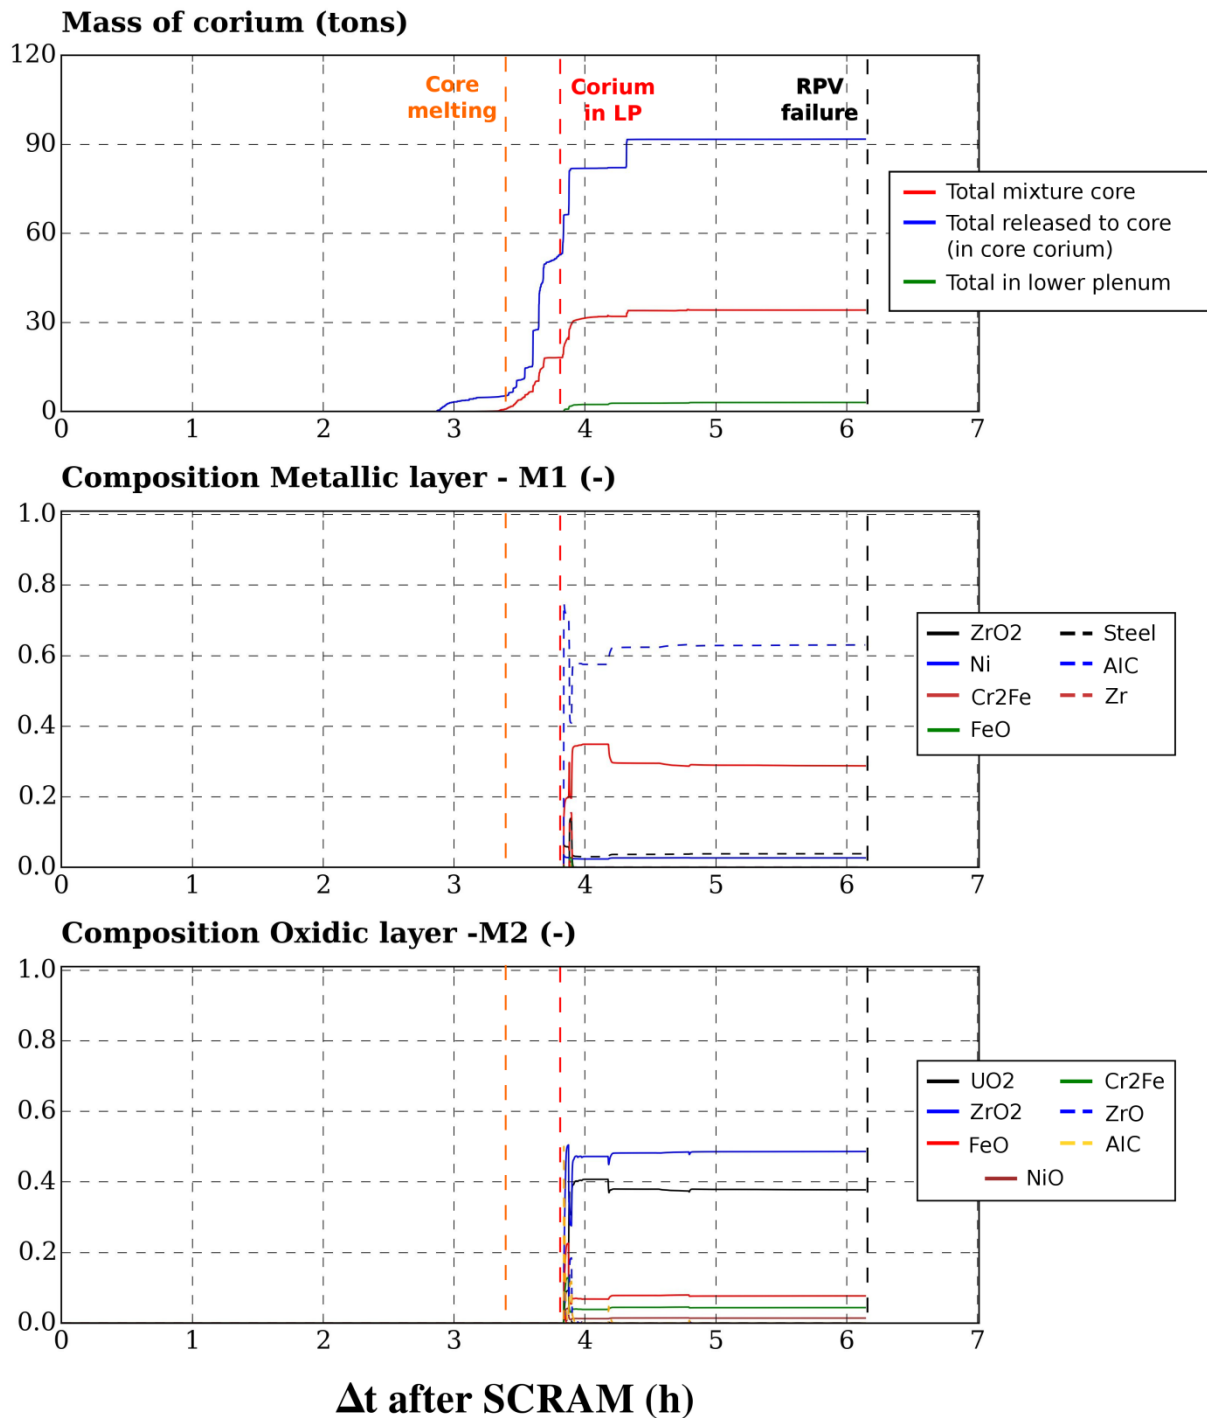 Mass of corium (tons)
120
90
60
30
0
Core
melting
Corium
in LP
RPV
failure
Total mixture core
Total released to core
(in core corium)
Total in lower plenum
0 1 2 3 4 5 6 7
Composition Metallic layer - M1 (-)
1.0
0.8
0.6
0.4
0.2
0.0
ZrO2 Steel
Ni AIC
Cr2Fe Zr
FeO
0 1 2 3 4 5 6 7
Composition Oxidic layer -M2 (-)
1.0
0.8
0.6
0.4
0.2
0.0
UO2 Cr2Fe
ZrO2 ZrO
FeO AIC
NiO
0 1 2 3 4 5 6 7
Δt after SCRAM (h)